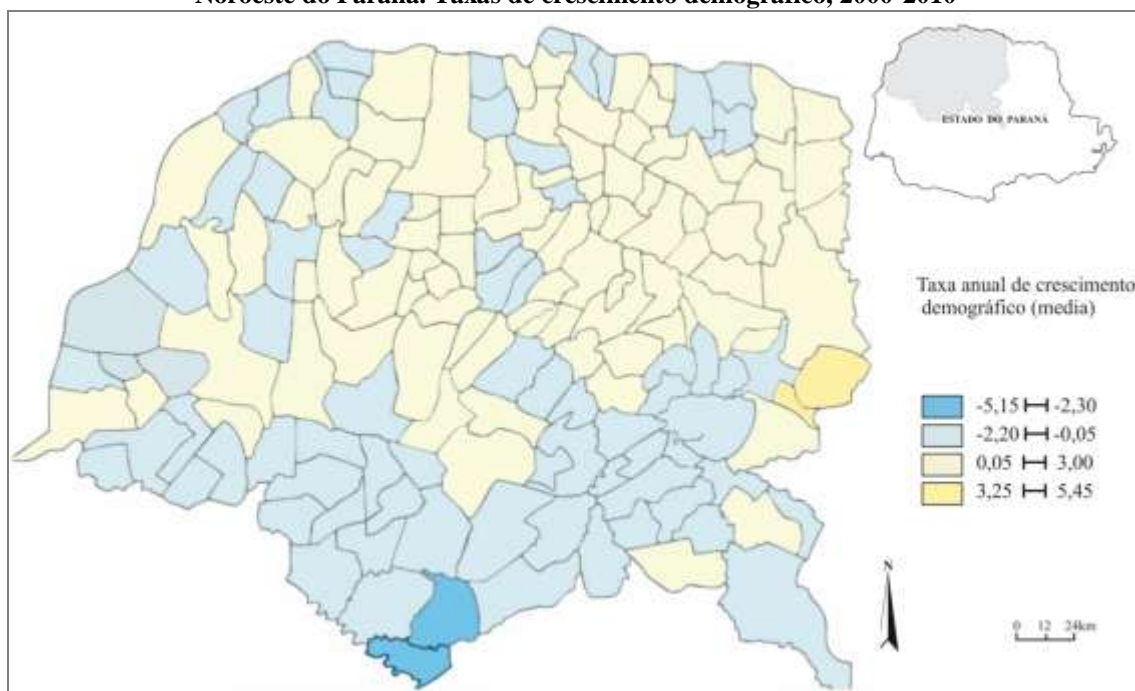 Noroeste do Paraná: Taxas de crescimento demográfico, 2000-2010
ESTADO DO PARANÁ
Taxa anual de crescimento
demográfico (media)
-5,15 -2,30
-2,20 -0,05
0,05 3,00
3,25 5,45
N
0 12 24km